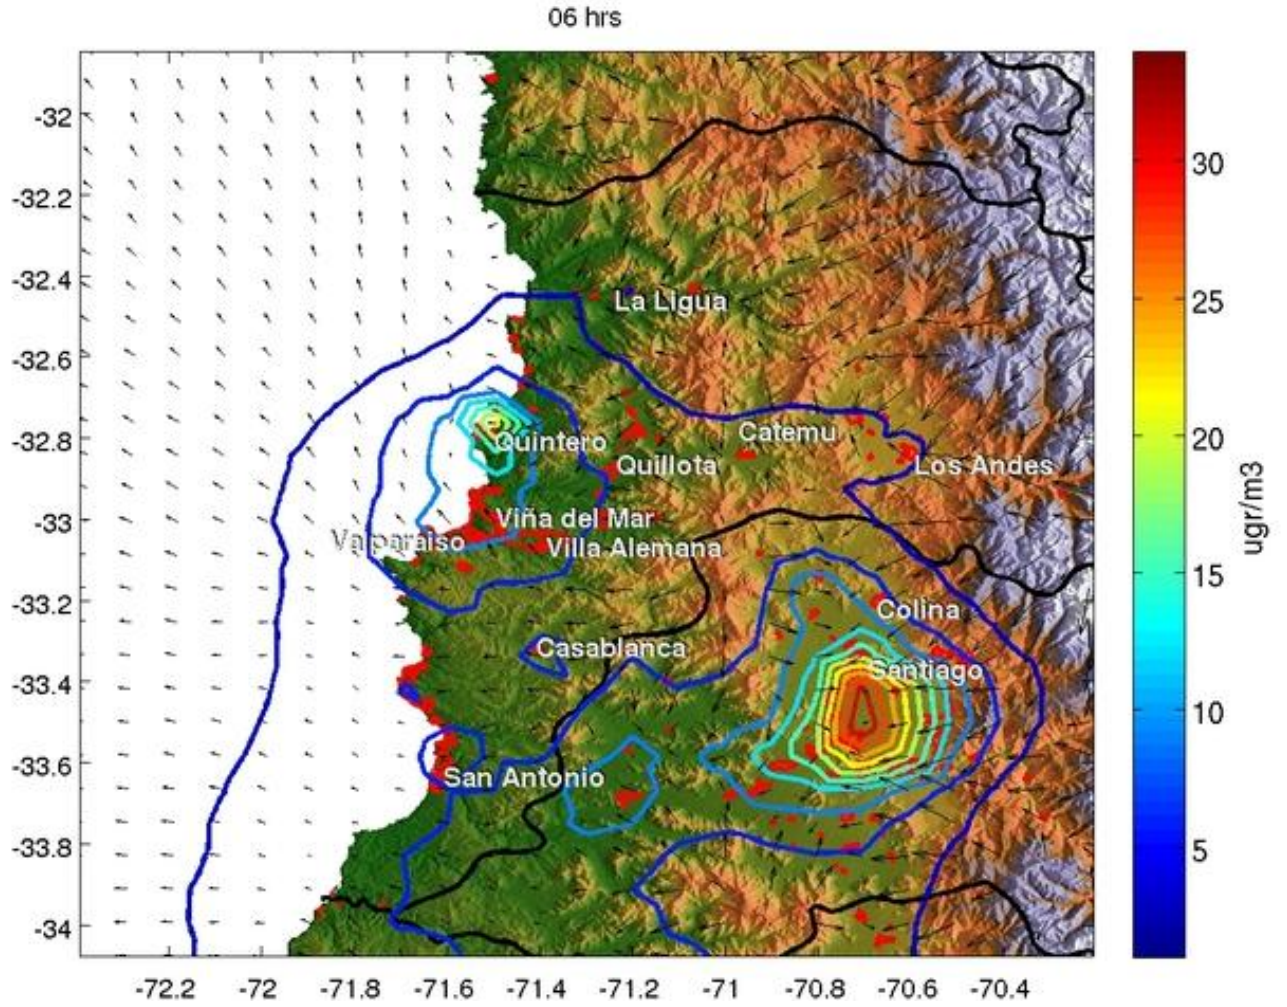 06 hrs
-32
-32.2
-32.4
-32.6
-32.8
-33
-33.2
-33.4
-33.6
-33.8
-34
La Ligua
Quintero
Catemu
Quillota
Los Andes
Viña del Mar
Valparaiso
Villa Alemana
Colina
Casablanca
Santiago
San Antonio
-72.2
-72
-71.8
-71.6
-71.4
-71.2
-71
-70.8
-70.6
-70.4
30
25
20
15
10
5
ugr/m3